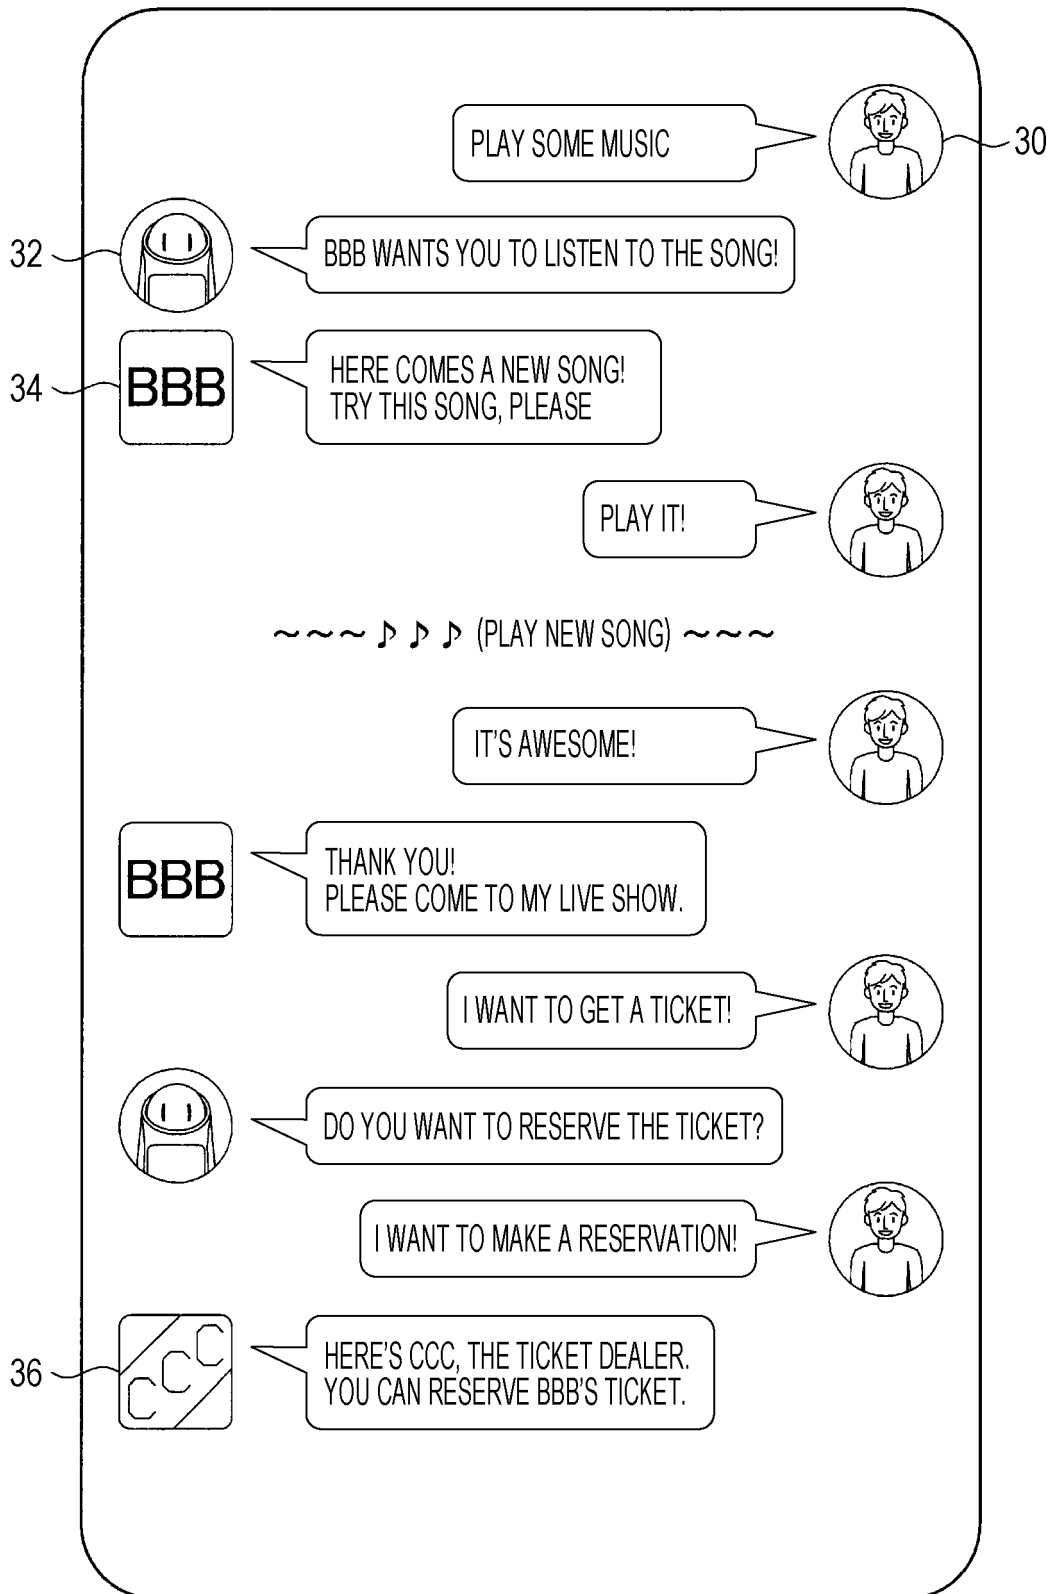 PLAY SOME MUSIC
30
32
BBB WANTS YOU TO LISTEN TO THE SONG!
34
BBB
HERE COMES A NEW SONG!
TRY THIS SONG, PLEASE
PLAY IT!
~~~♪♪♪ (PLAY NEW SONG) ~~~
IT'S AWESOME!
BBB
THANK YOU!
PLEASE COME TO MY LIVE SHOW.
I WANT TO GET A TICKET!
DO YOU WANT TO RESERVE THE TICKET?
I WANT TO MAKE A RESERVATION!
36
CCC
HERE'S CCC, THE TICKET DEALER.
YOU CAN RESERVE BBB'S TICKET.